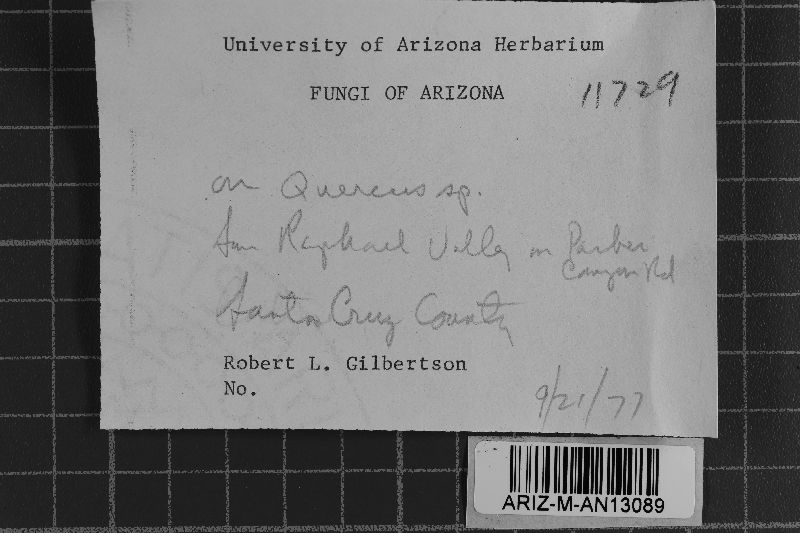 University of Arizona Herbarium
FUNGI OF ARIZONA
11729
on Quercus sp.
San Raphael Valley on Parker
Canyon Rd
Santa Cruz County
Robert L. Gilbertson
No.
9/21/77
ARIZ-M-AN13089